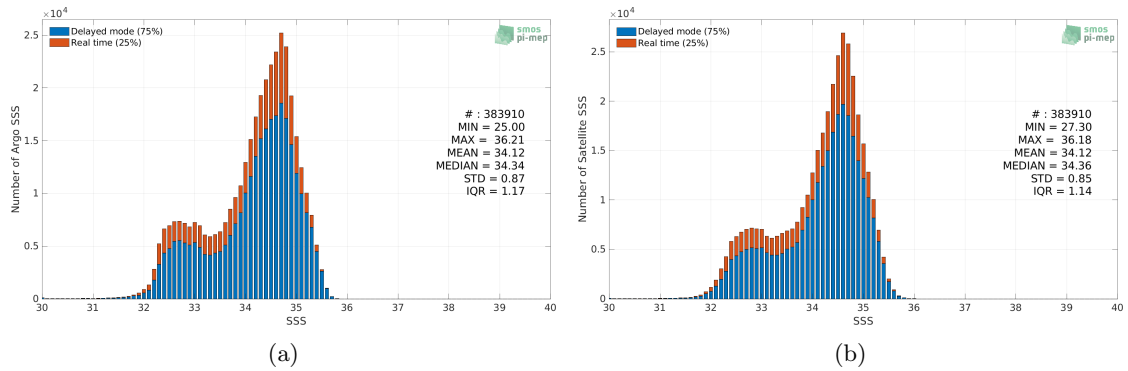 ×10⁴
Delayed mode (75%)
Real time (25%)
smos
pi-mep
2.5
2
1.5
1
0.5
0
Number of Argo SSS
# : 383910
MIN = 25.00
MAX = 36.21
MEAN = 34.12
MEDIAN = 34.34
STD = 0.87
IQR = 1.17
30 31 32 33 34 35 36 37 38 39 40
SSS
(a)
×10⁴
Delayed mode (75%)
Real time (25%)
smos
pi-mep
2.5
2
1.5
1
0.5
0
Number of Satellite SSS
# : 383910
MIN = 27.30
MAX = 36.18
MEAN = 34.12
MEDIAN = 34.36
STD = 0.85
IQR = 1.14
30 31 32 33 34 35 36 37 38 39 40
SSS
(b)